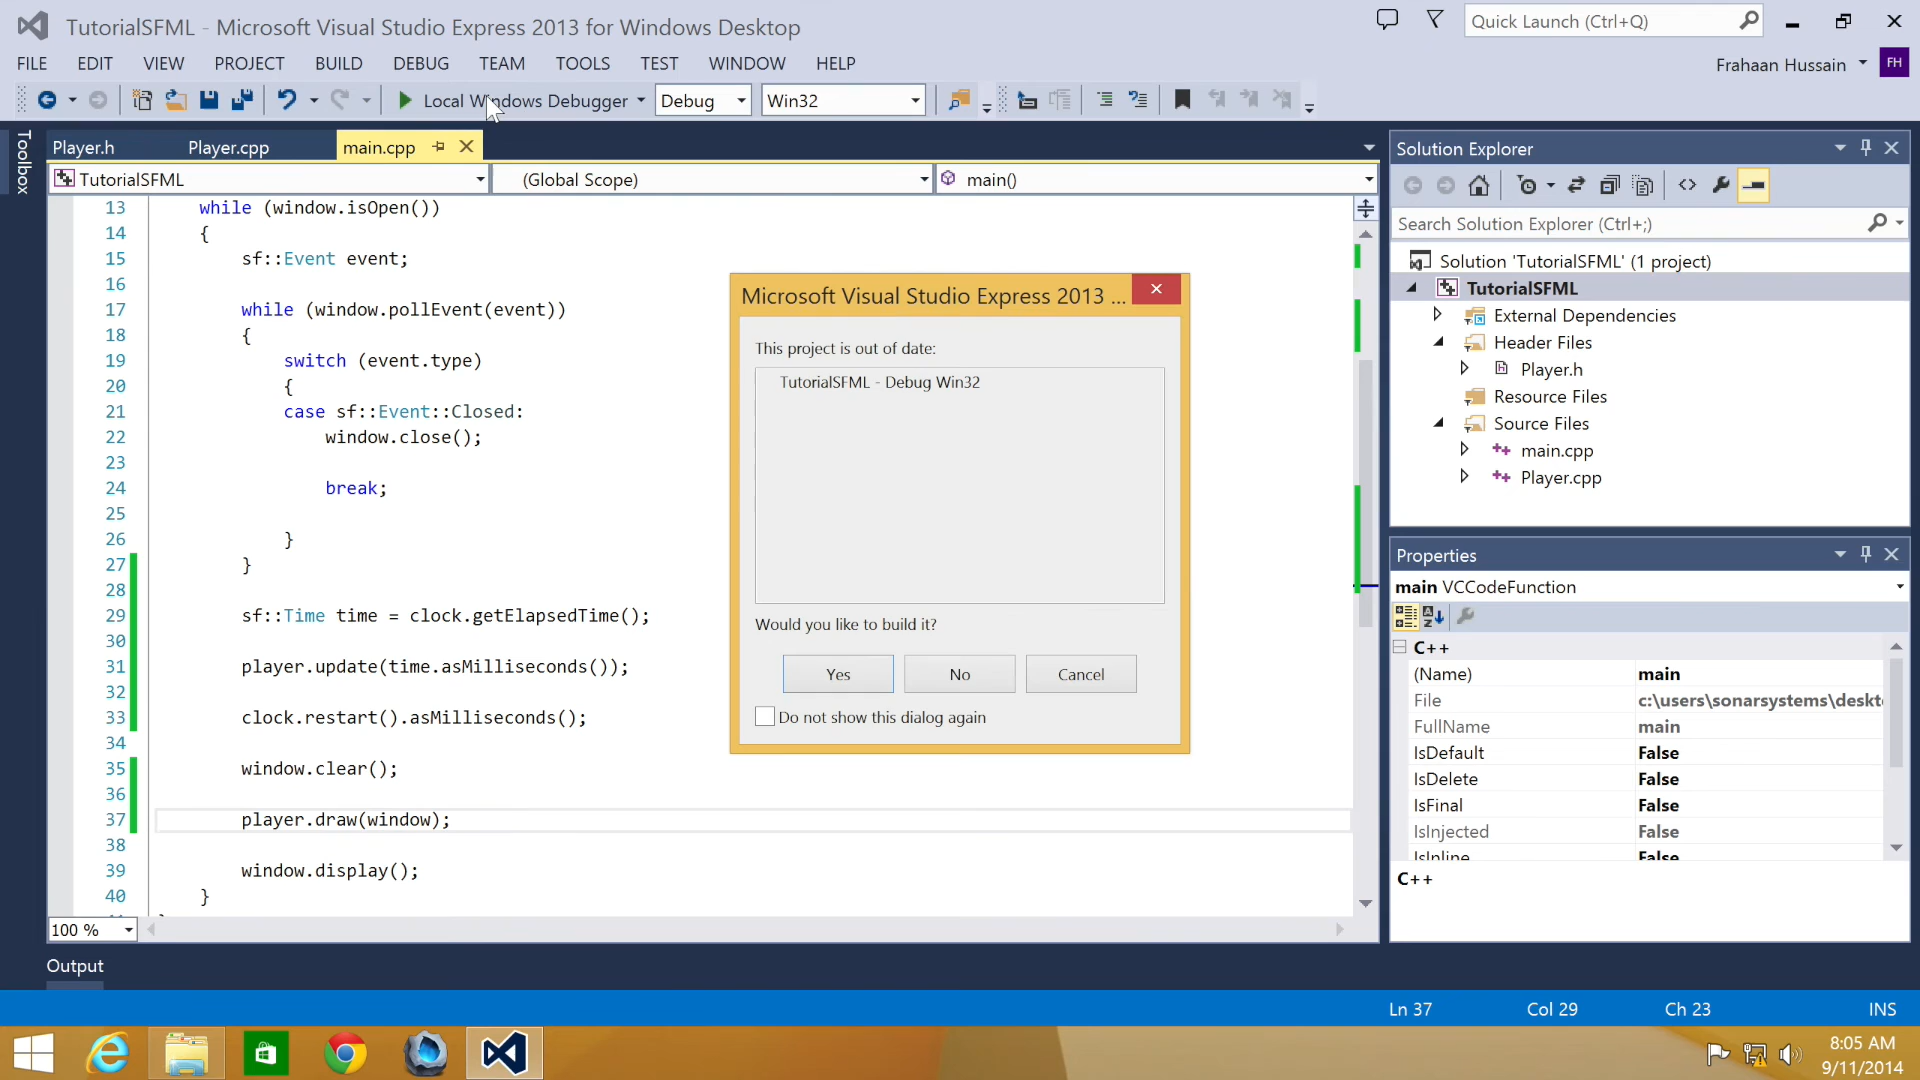 TutorialSFML - Microsoft Visual Studio Express 2013 for Windows Desktop
Quick Launch (Ctrl+Q)
FILE EDIT VIEW PROJECT BUILD DEBUG TEAM TOOLS TEST WINDOW HELP
Frahaan Hussain FH
Local Windows Debugger Debug Win32
Toolbox
Player.h Player.cpp main.cpp
TutorialSFML (Global Scope) main()
13 while (window.isOpen())
14 {
15 sf::Event event;
16
17 while (window.pollEvent(event))
18 {
19 switch (event.type)
20 {
21 case sf::Event::Closed:
22 window.close();
23
24 break;
25
26 }
27 }
28
29 sf::Time time = clock.getElapsedTime();
30
31 player.update(time.asMilliseconds());
32
33 clock.restart().asMilliseconds();
34
35 window.clear();
36
37 player.draw(window);
38
39 window.display();
40 }
100 %
Output
Microsoft Visual Studio Express 2013 ...
This project is out of date:
TutorialSFML - Debug Win32
Would you like to build it?
Yes No Cancel
Do not show this dialog again
Solution Explorer
Search Solution Explorer (Ctrl+;)
Solution 'TutorialSFML' (1 project)
TutorialSFML
External Dependencies
Header Files
Player.h
Resource Files
Source Files
main.cpp
Player.cpp
Properties
main VCCodeFunction
C++
(Name) main
File c:\users\sonarsystems\deskt
FullName main
IsDefault False
IsDelete False
IsFinal False
IsInjected False
IsInline False
C++
Ln 37 Col 29 Ch 23 INS
8:05 AM
9/11/2014